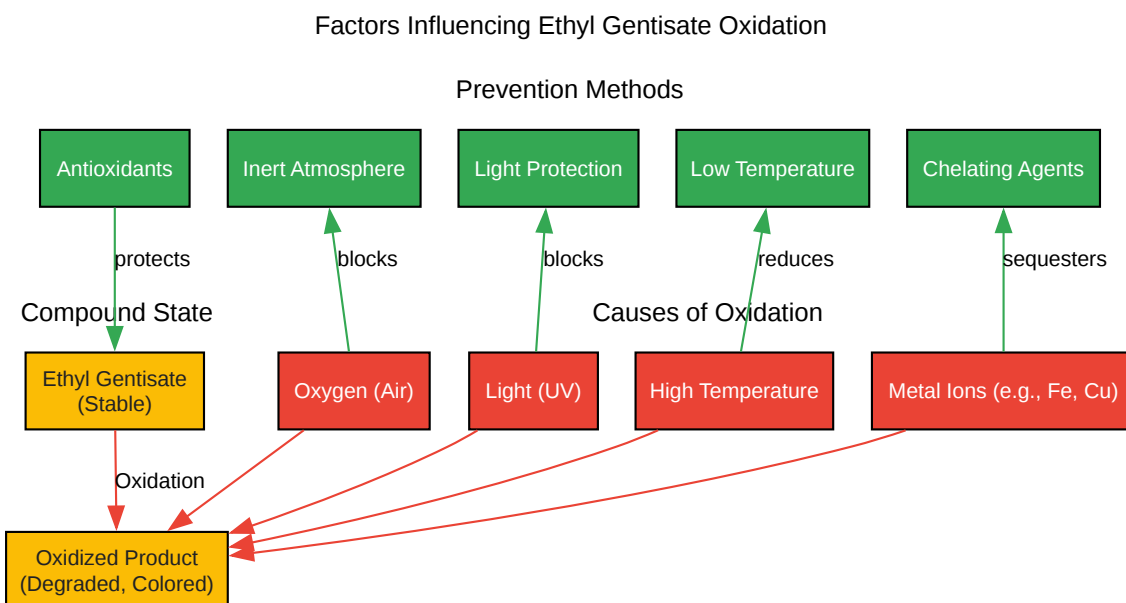 Factors Influencing Ethyl Gentisate Oxidation
Prevention Methods
Antioxidants
Inert Atmosphere
Light Protection
Low Temperature
Chelating Agents
protects
blocks
blocks
reduces
sequesters
Compound State
Causes of Oxidation
Ethyl Gentisate
(Stable)
Oxygen (Air)
Light (UV)
High Temperature
Metal Ions (e.g., Fe, Cu)
Oxidation
Oxidized Product
(Degraded, Colored)